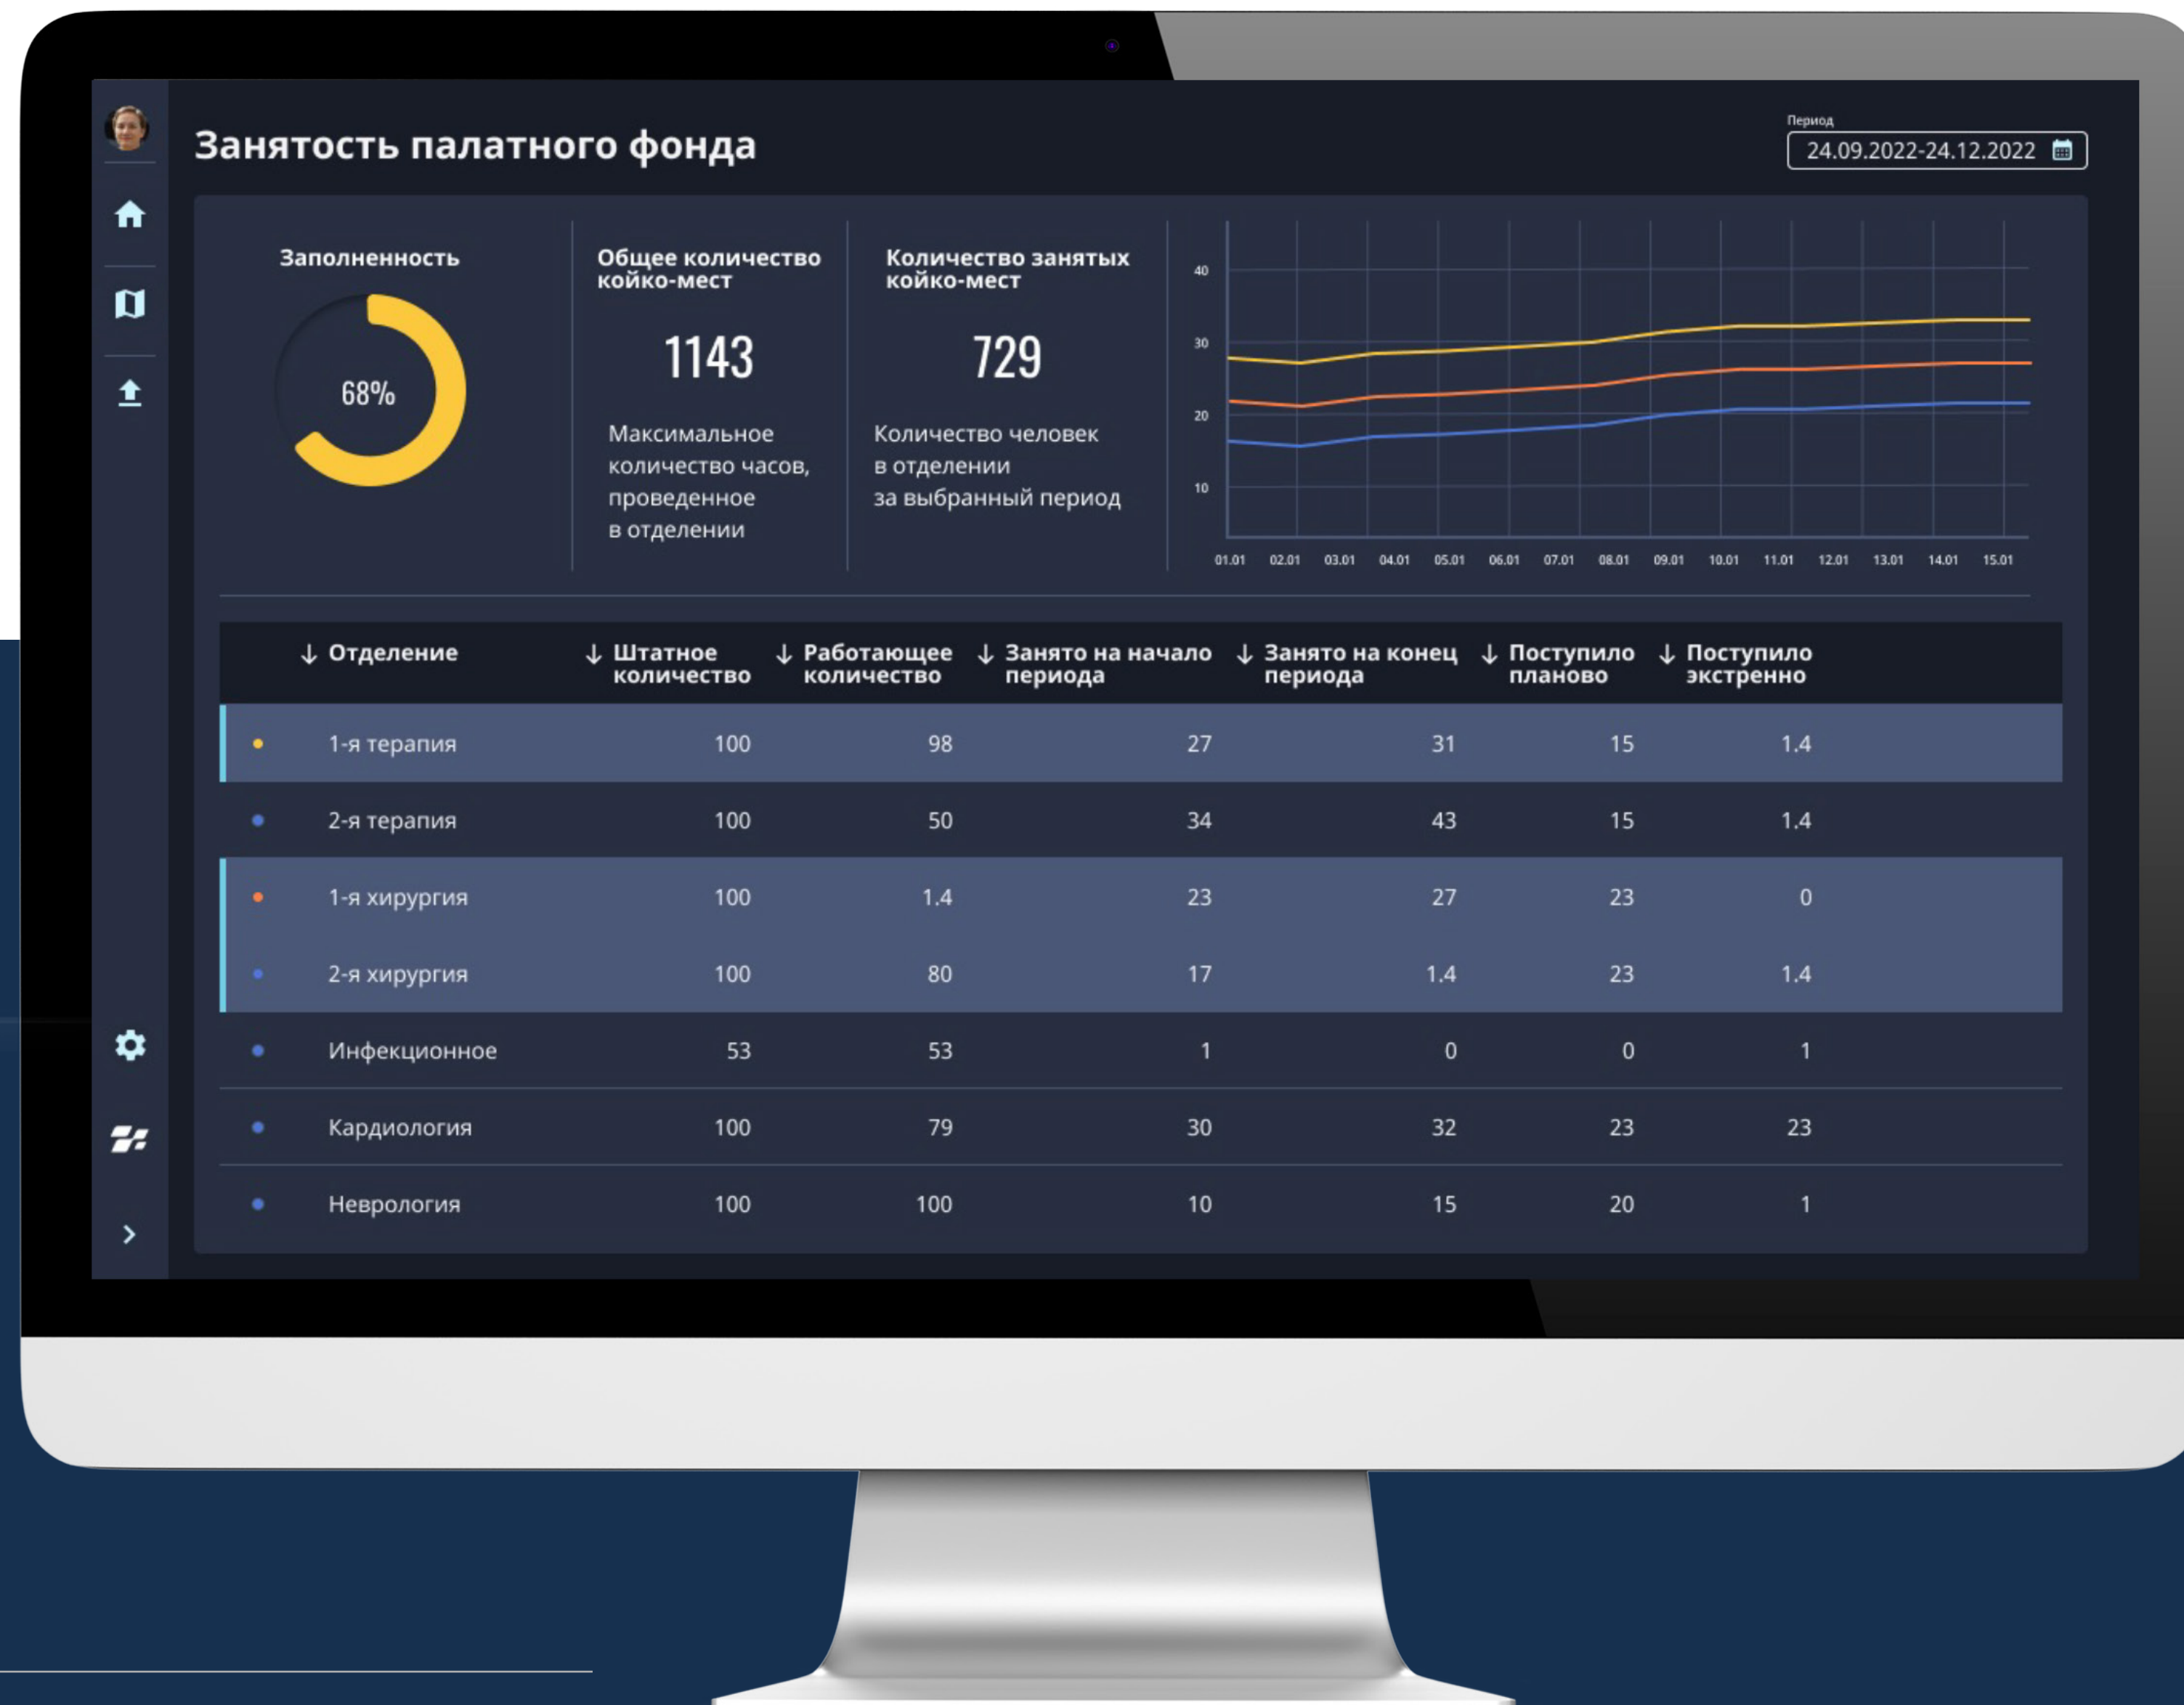 Занятость палатного фонда
Период
24.09.2022-24.12.2022
Заполненность
68%
Общее количество
койко-мест
1143
Максимальное
количество часов,
проведенное
в отделении
Количество занятых
койко-мест
729
Количество человек
в отделении
за выбранный период
40
30
20
10
01.01 02.01 03.01 04.01 05.01 06.01 07.01 08.01 09.01 10.01 11.01 12.01 13.01 14.01 15.01
↓ Отделение ↓ Штатное ↓ Работающее ↓ Занято на начало ↓ Занято на конец ↓ Поступило ↓ Поступило
количество количество периода периода планово экстренно
1-я терапия 100 98 27 31 15 1.4
2-я терапия 100 50 34 43 15 1.4
1-я хирургия 100 1.4 23 27 23 0
2-я хирургия 100 80 17 1.4 23 1.4
Инфекционное 53 53 1 0 0 1
Кардиология 100 79 30 32 23 23
Неврология 100 100 10 15 20 1